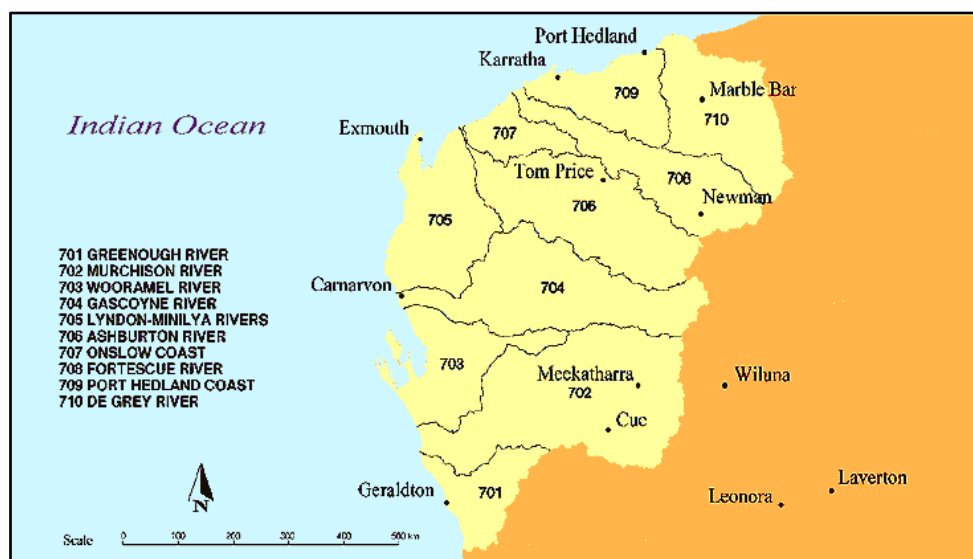 Port Hedland
Karratha
709
Marble Bar
710
Indian Ocean
Exmouth
707
Tom Price
708
706
Newman
705
701 GREENOUGH RIVER
702 MURCHISON RIVER
703 WOORAMEL RIVER
704 GASCOYNE RIVER
705 LYNDON-MINILYA RIVERS
706 ASHBURTON RIVER
707 ONSLOW COAST
708 FORTESCUE RIVER
709 PORT HEDLAND COAST
710 DE GREY RIVER
Carnarvon
704
703
Meekatharra
702
Wiluna
Cue
Geraldton
701
Leonora
Laverton
N
Scale
0 100 200 300 400 500 km